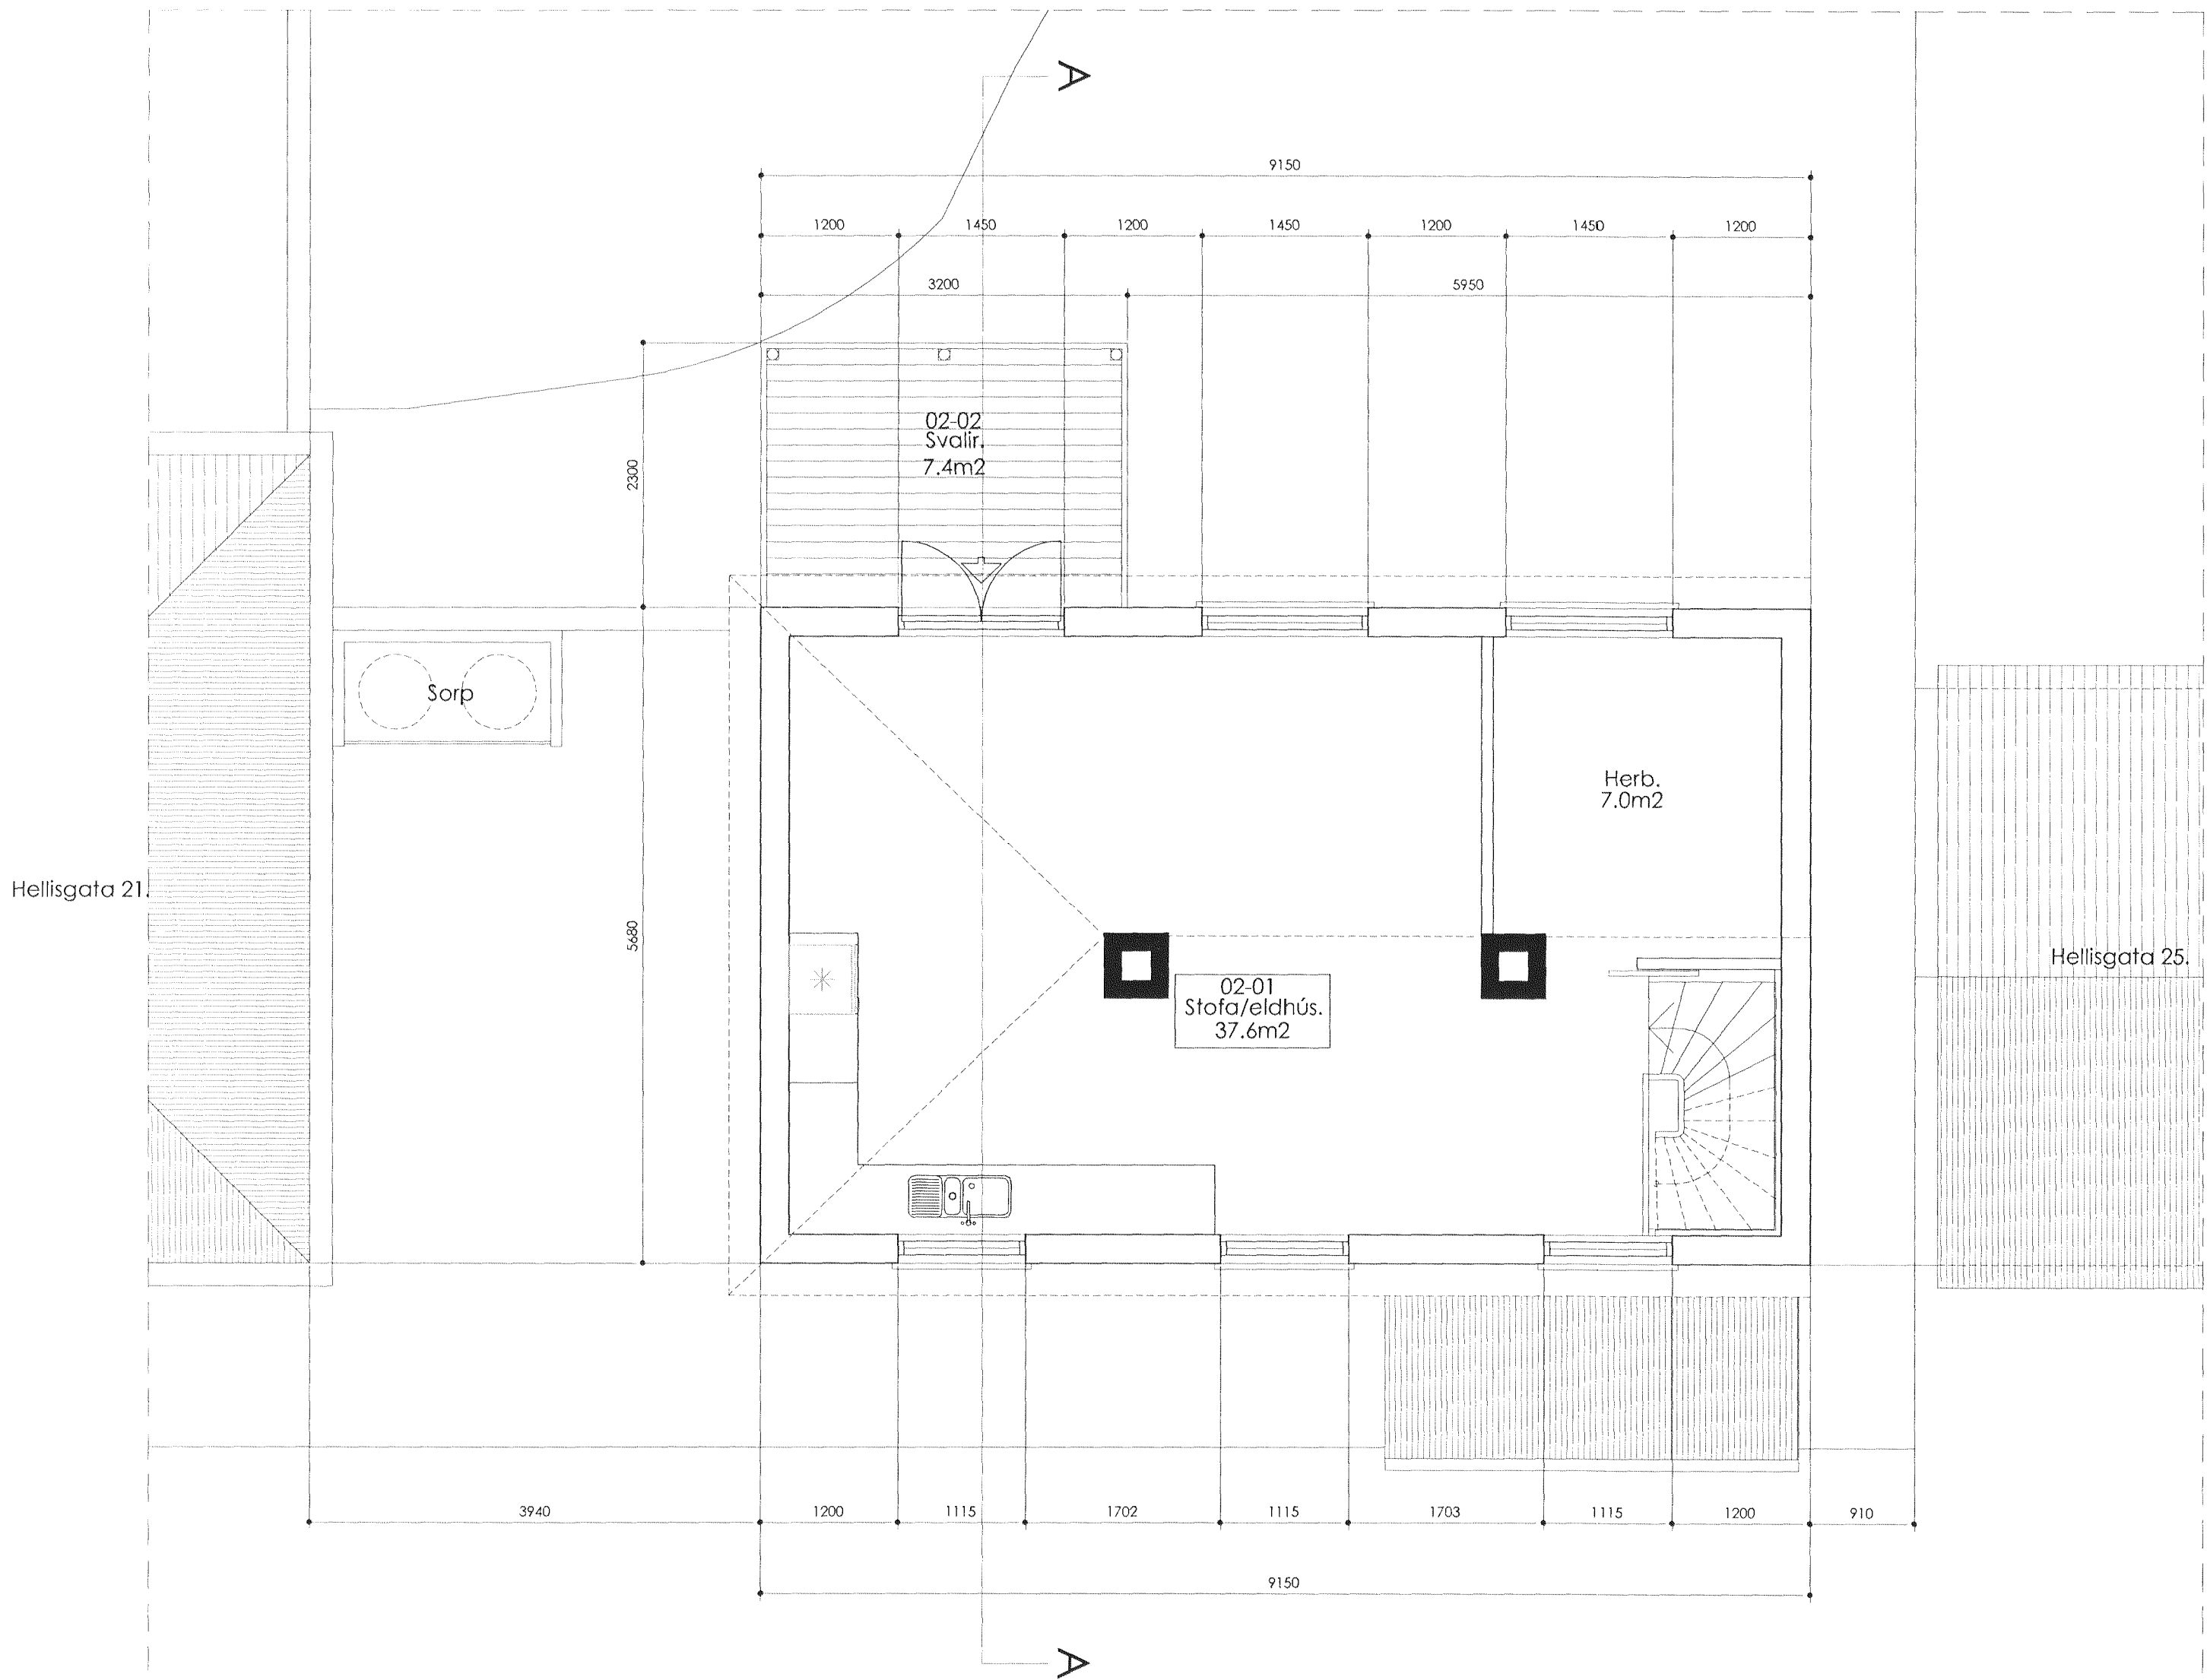 A
9150
1200 1450 1200 1450 1200 1450 1200
3200 5950
02-02
Svalir.
7.4m2
2300
Sorp
Herb.
7.0m2
Hellisgata 21.
5680
Hellisgata 25.
02-01
Stofa/eldhús.
37.6m2
3940 1200 1115 1702 1115 1703 1115 1200 910
9150
A